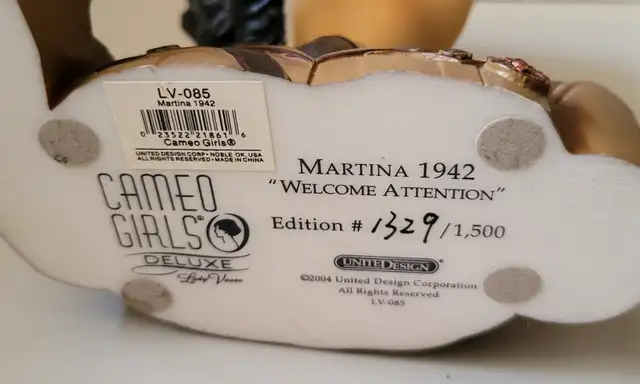 LV-085
Martina 1942
0 23522 21861 6
Cameo Girls®
UNITED DESIGN CORP • NOBLE OK, USA
ALL RIGHTS RESERVED • MADE IN CHINA
CAMEO
GIRLS®
DELUXE
Lady Vases
MARTINA 1942
“WELCOME ATTENTION”
Edition # 1329/1,500
UNITED DESIGN®
©2004 United Design Corporation
All Rights Reserved
LV-085